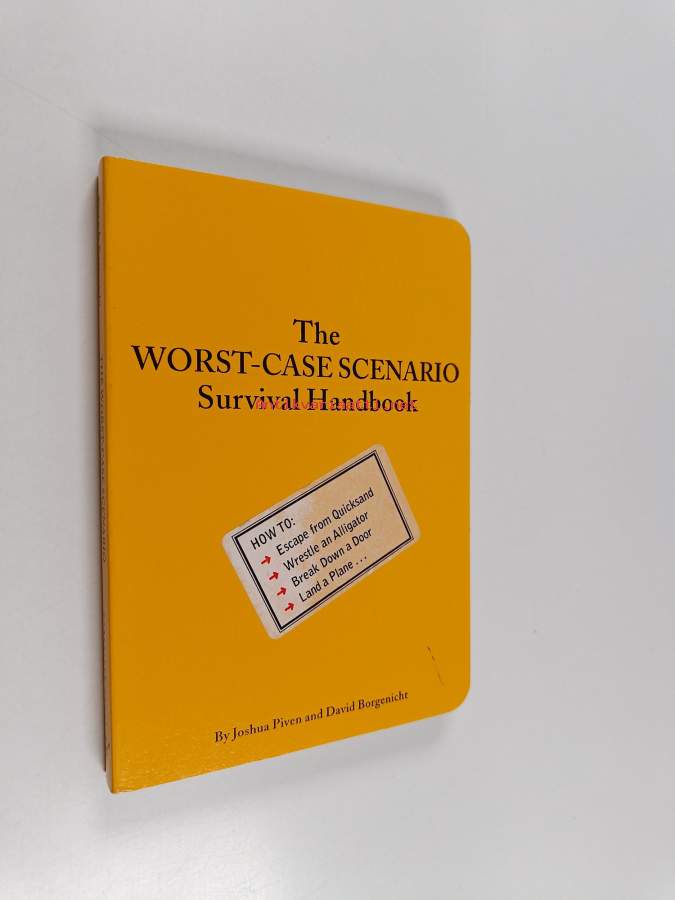 The
WORST-CASE SCENARIO
Survival Handbook
HOW TO:
→ Escape from Quicksand
→ Wrestle an Alligator
→ Break Down a Door
→ Land a Plane . . .
By Joshua Piven and David Borgenicht